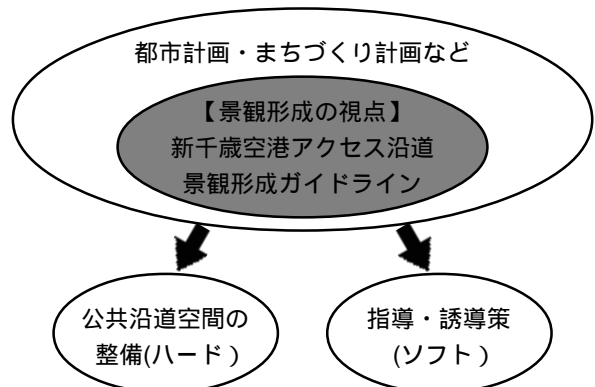 都市計画・まちづくり計画など
【景観形成の視点】
新千歳空港アクセス沿道
景観形成ガイドライン
公共沿道空間の
整備(ハード）
指導・誘導策
(ソフト）